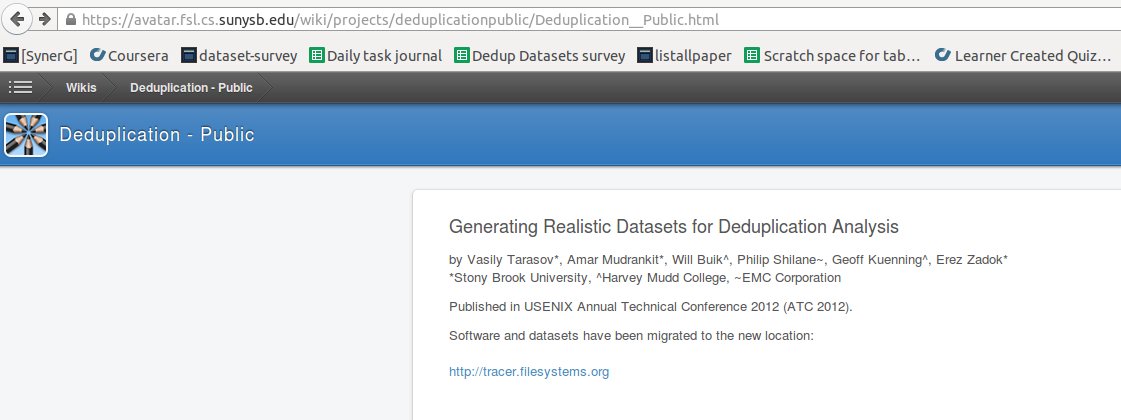 https://avatar.fsl.cs.sunysb.edu/wiki/projects/deduplicationpublic/Deduplication__Public.html
[SynerG] Coursera dataset-survey Daily task journal Dedup Datasets survey listallpaper Scratch space for tab… Learner Created Quiz…
Wikis Deduplication - Public
Deduplication - Public
Generating Realistic Datasets for Deduplication Analysis
by Vasily Tarasov*, Amar Mudrankit*, Will Buik^, Philip Shilane~, Geoff Kuenning^, Erez Zadok*
*Stony Brook University, ^Harvey Mudd College, ~EMC Corporation
Published in USENIX Annual Technical Conference 2012 (ATC 2012).
Software and datasets have been migrated to the new location:
http://tracer.filesystems.org